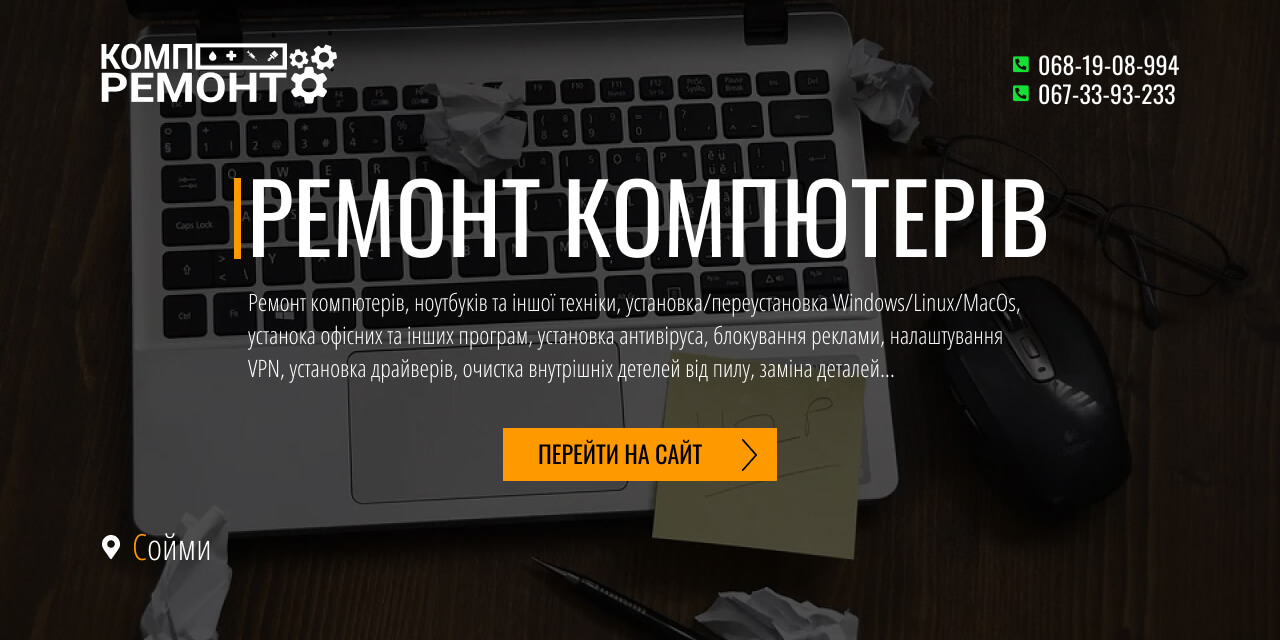 КОМП
РЕМОНТ
068-19-08-994
067-33-93-233
РЕМОНТ КОМПЮТЕРІВ
Ремонт компютерів, ноутбуків та іншої техніки, установка/переустановка Windows/Linux/MacOs,
устанока офісних та інших програм, установка антивіруса, блокування реклами, налаштування
VPN, установка драйверів, очистка внутрішніх детелей від пилу, заміна деталей...
HELP
ПЕРЕЙТИ НА САЙТ
Сойми